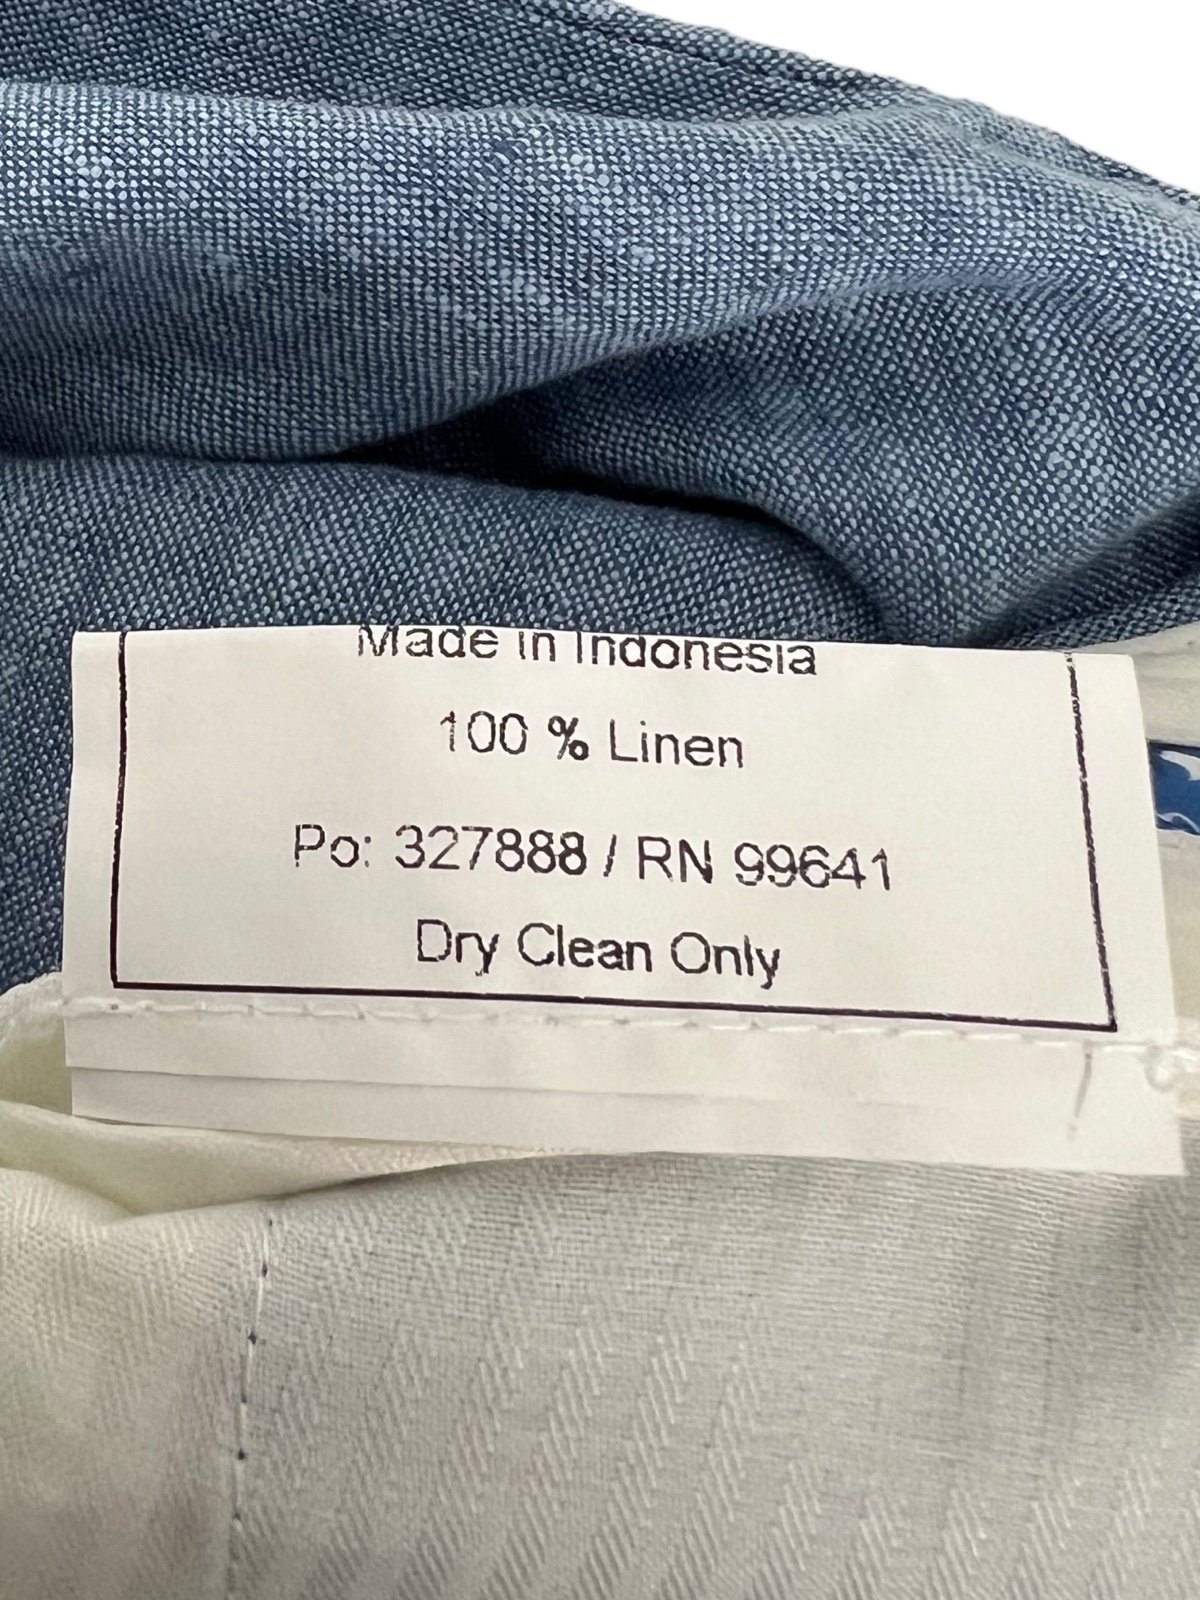 Made in Indonesia
100 % Linen
Po: 327888 / RN 99641
Dry Clean Only